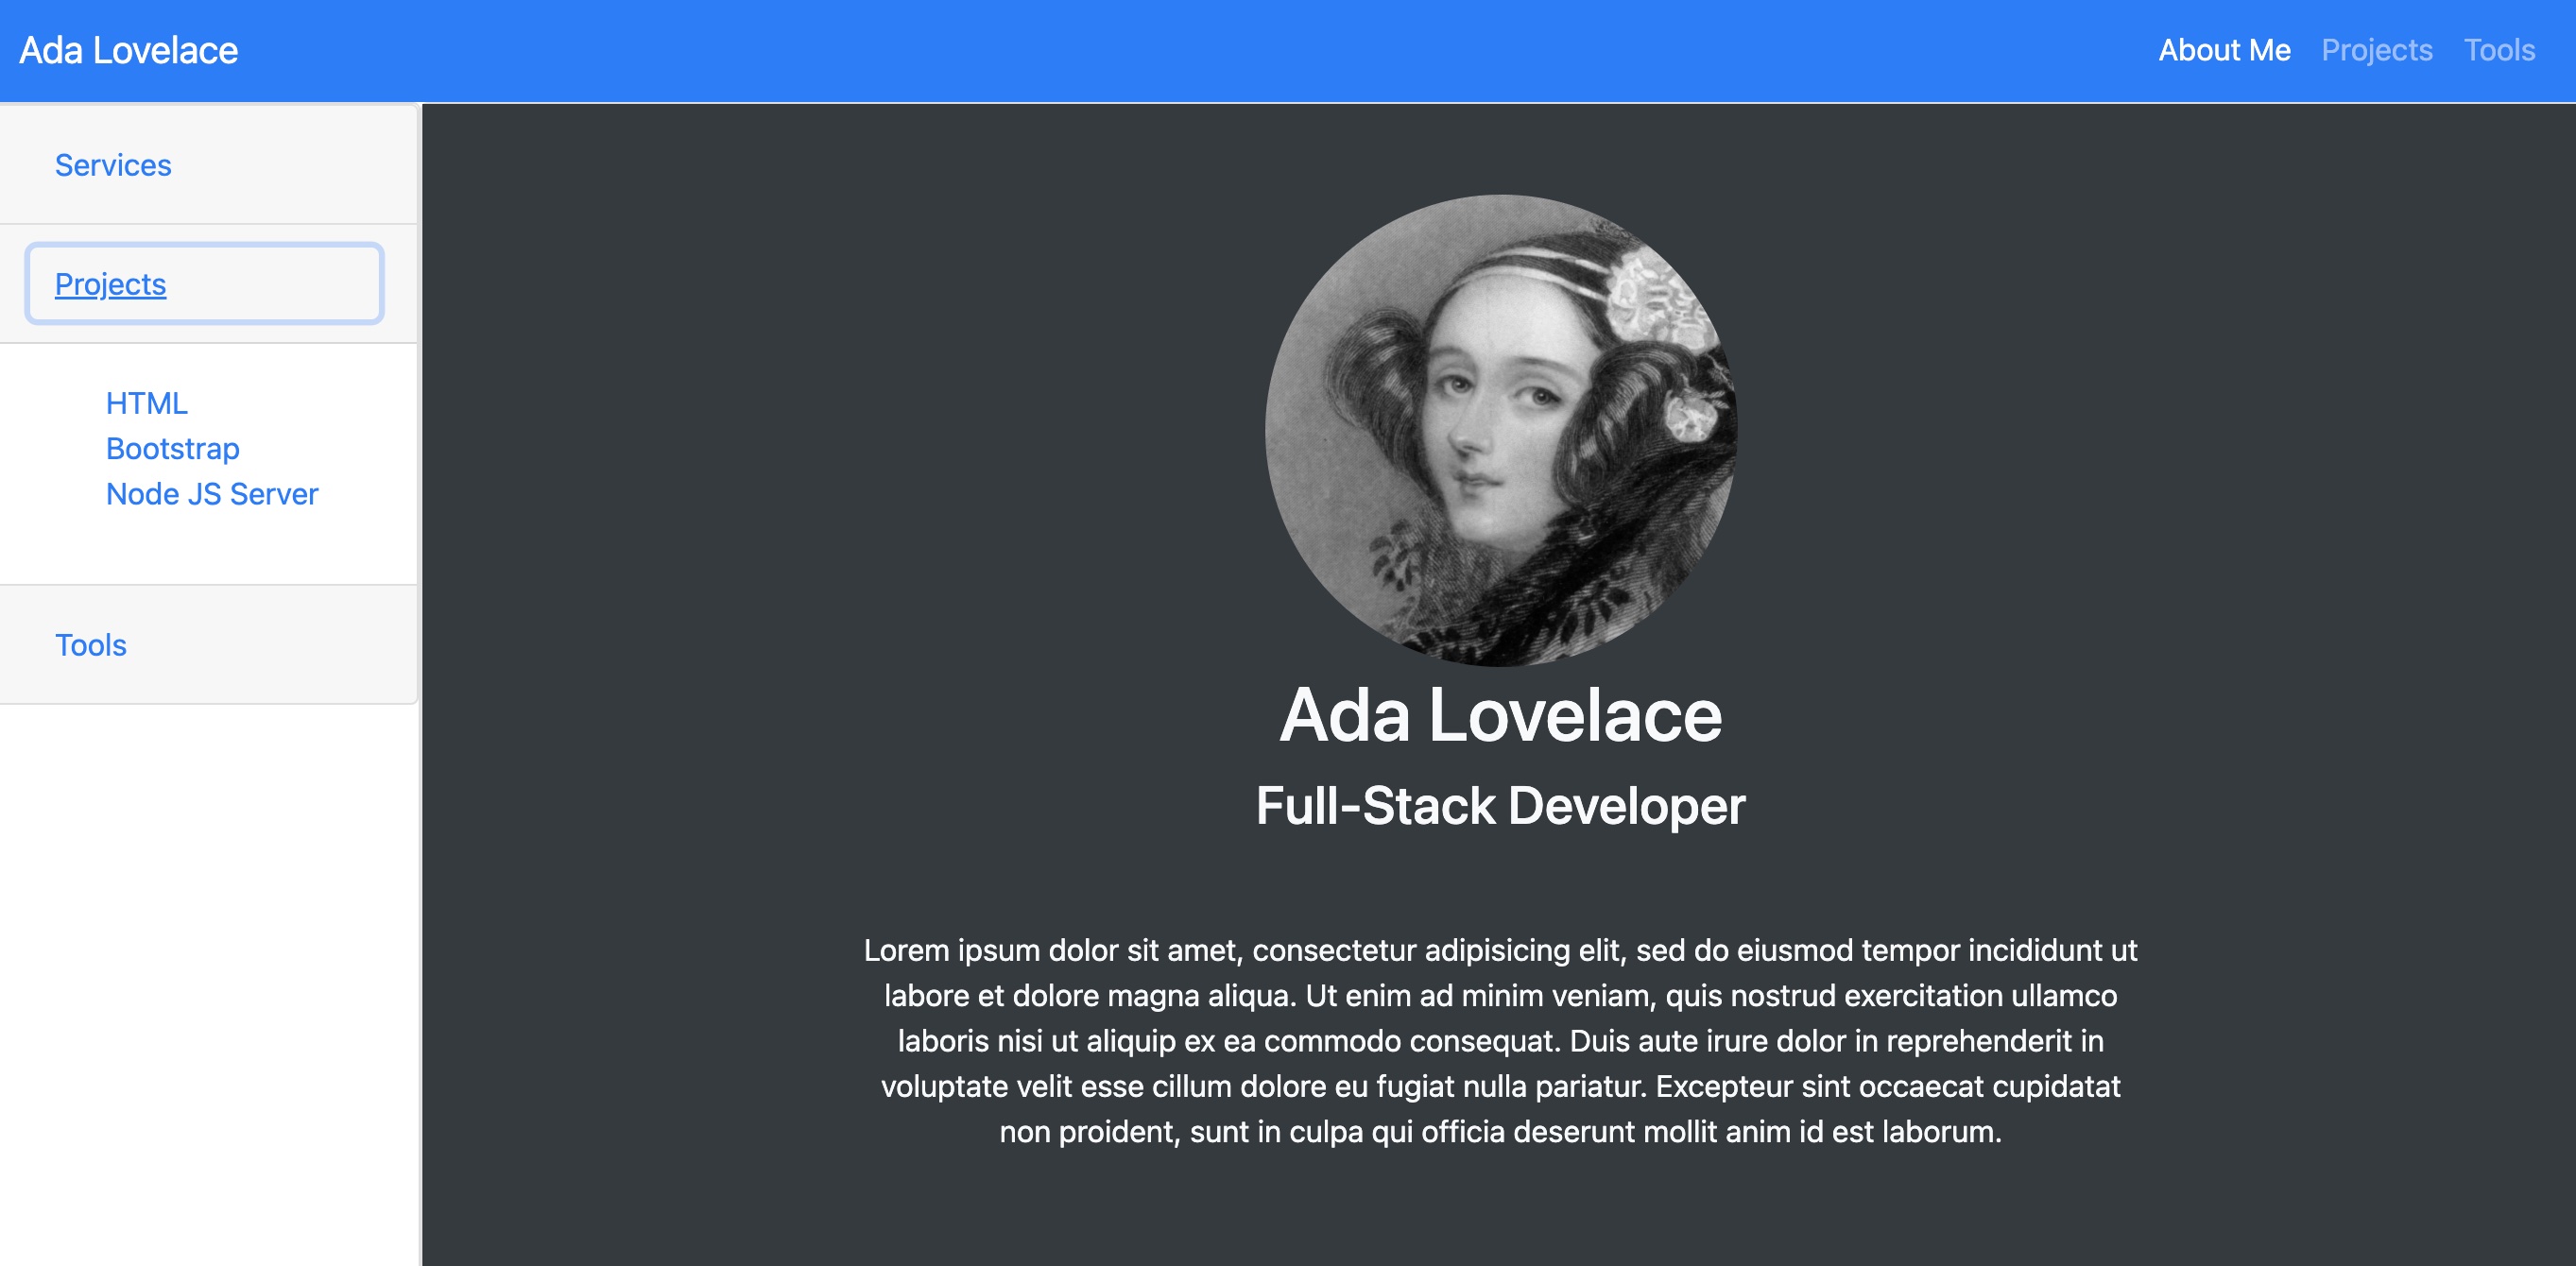 Ada Lovelace
About Me Projects Tools
Services
Projects
HTML
Bootstrap
Node JS Server
Tools
Ada Lovelace
Full-Stack Developer
Lorem ipsum dolor sit amet, consectetur adipisicing elit, sed do eiusmod tempor incididunt ut
labore et dolore magna aliqua. Ut enim ad minim veniam, quis nostrud exercitation ullamco
laboris nisi ut aliquip ex ea commodo consequat. Duis aute irure dolor in reprehenderit in
voluptate velit esse cillum dolore eu fugiat nulla pariatur. Excepteur sint occaecat cupidatat
non proident, sunt in culpa qui officia deserunt mollit anim id est laborum.